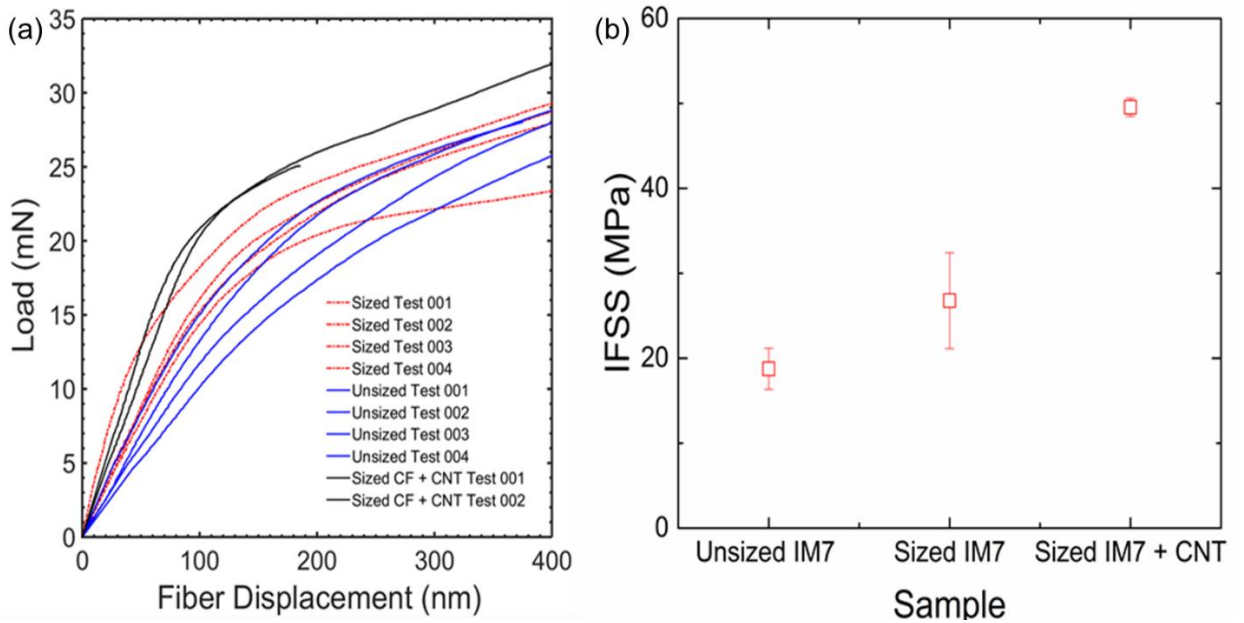 (a)
35
30
25
20
15
10
5
0
Load (mN)
Sized Test 001
Sized Test 002
Sized Test 003
Sized Test 004
Unsized Test 001
Unsized Test 002
Unsized Test 003
Unsized Test 004
Sized CF + CNT Test 001
Sized CF + CNT Test 002
0 100 200 300 400
Fiber Displacement (nm)
(b)
60
40
20
0
IFSS (MPa)
Unsized IM7 Sized IM7 Sized IM7 + CNT
Sample